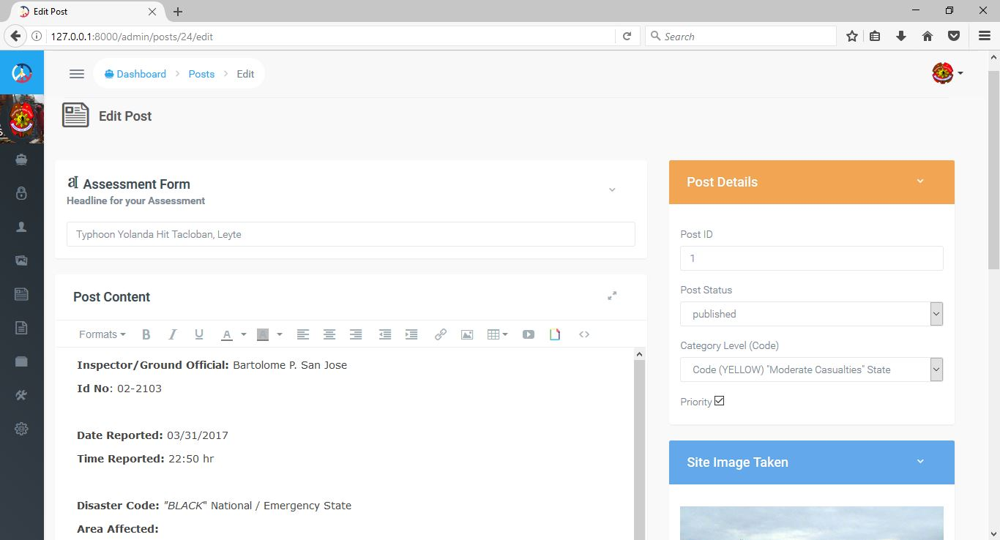 Edit Post
127.0.0.1:8000/admin/posts/24/edit
Search
Dashboard > Posts > Edit
Edit Post
Assessment Form
Headline for your Assessment
Typhoon Yolanda Hit Tacloban, Leyte
Post Content
Formats
B I U A A
Inspector/Ground Official: Bartolome P. San Jose
Id No: 02-2103
Date Reported: 03/31/2017
Time Reported: 22:50 hr
Disaster Code: "BLACK" National / Emergency State
Area Affected:
Post Details
Post ID
1
Post Status
published
Category Level (Code)
Code (YELLOW) "Moderate Casualties" State
Priority
Site Image Taken